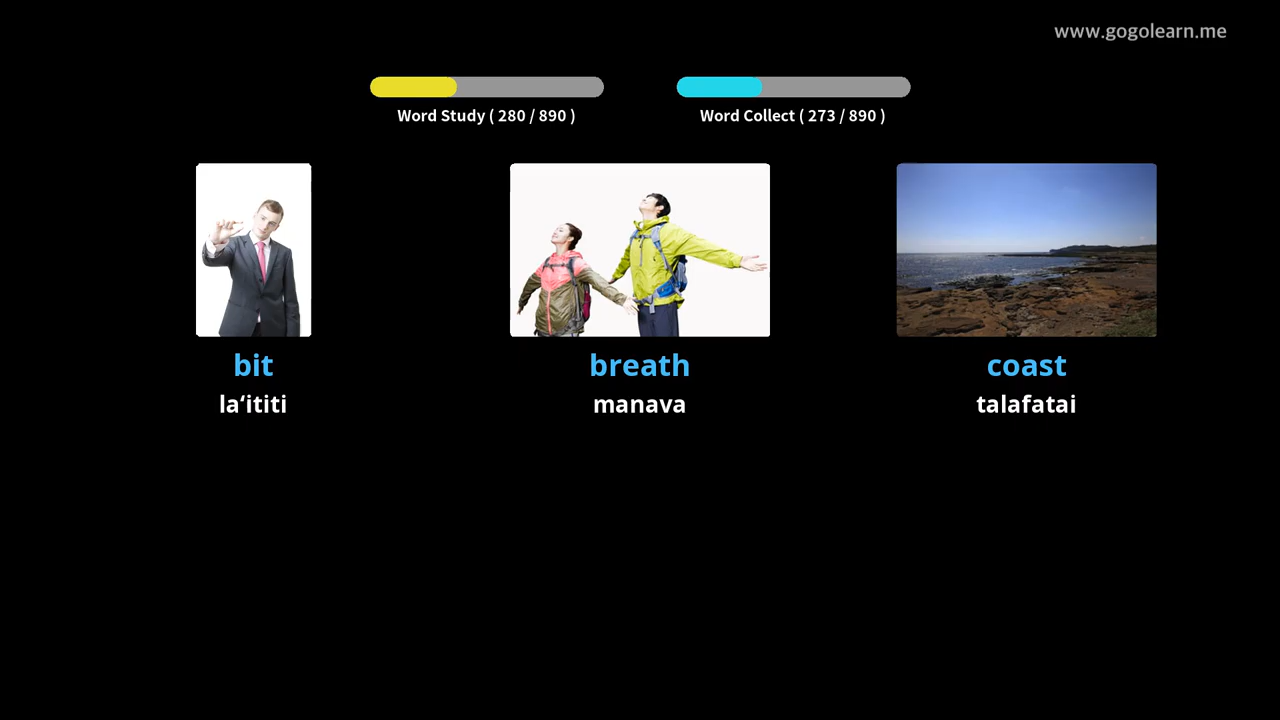 www.gogolearn.me
Word Study ( 280 / 890 )
Word Collect ( 273 / 890 )
bit
la‘ititi
breath
manava
coast
talafatai